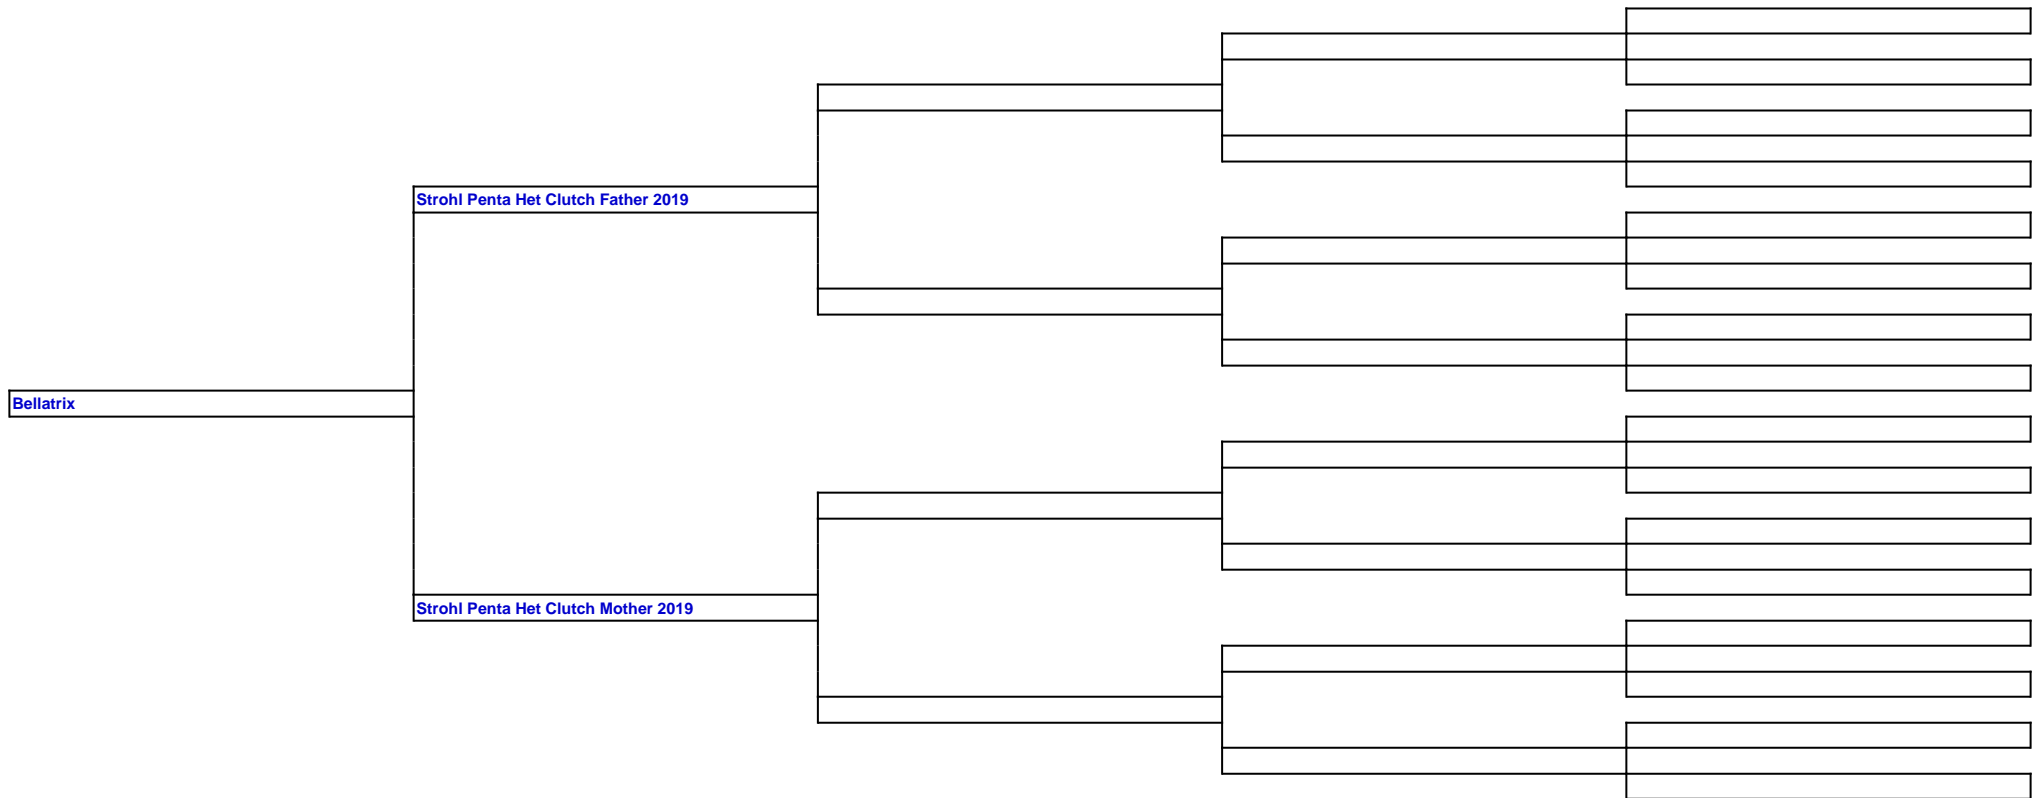 Strohl Penta Het Clutch Father 2019
Bellatrix
Strohl Penta Het Clutch Mother 2019